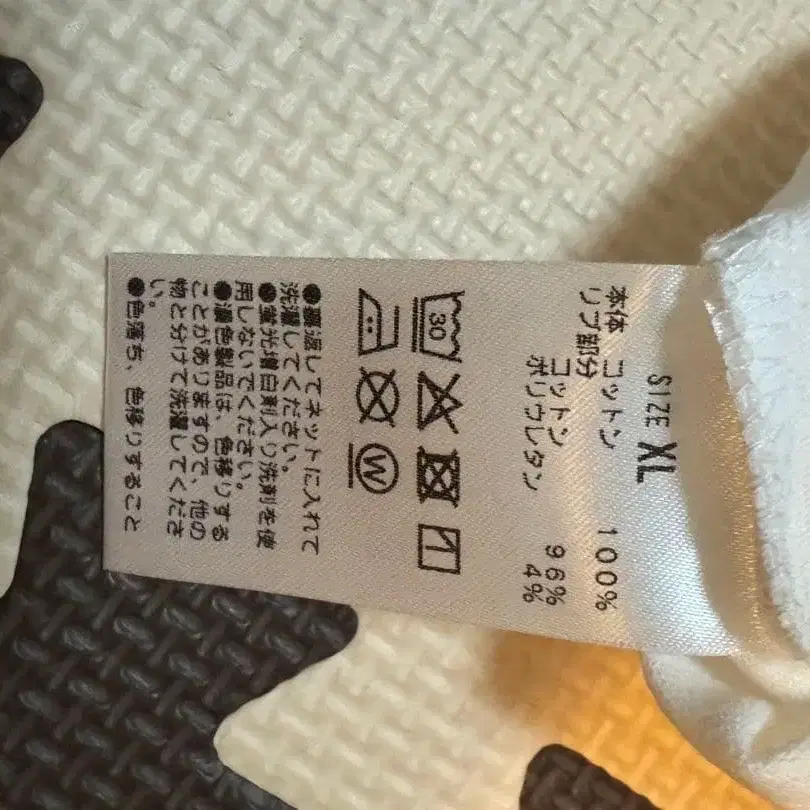 SIZE XL
本体 コットン 100%
リブ部分 コットン 96%
ポリウレタン 4%
30
W
●裏返してネットに入れて
洗濯してください。
●蛍光増白剤入り洗剤を使
用しないでください。
●濃色製品は、色移りする
ことがありますので、他の
物と分けて洗濯してくださ
い。
●色落ち、色移りすること